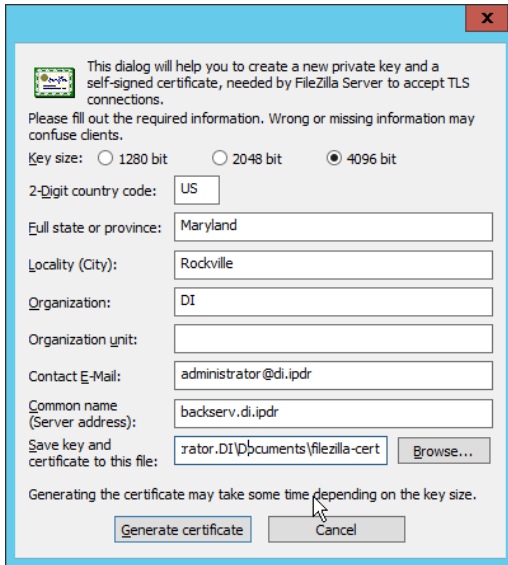 x
This dialog will help you to create a new private key and a
self-signed certificate, needed by FileZilla Server to accept TLS
connections.
Please fill out the required information. Wrong or missing information may
confuse clients.
Key size: 1280 bit 2048 bit 4096 bit
2-Digit country code: US
Full state or province: Maryland
Locality (City): Rockville
Organization: DI
Organization unit:
Contact E-Mail: administrator@di.ipdr
Common name
(Server address): backserv.di.ipdr
Save key and
certificate to this file: :rator.DI\Documents\filezilla-cert Browse...
Generating the certificate may take some time depending on the key size.
Generate certificate Cancel